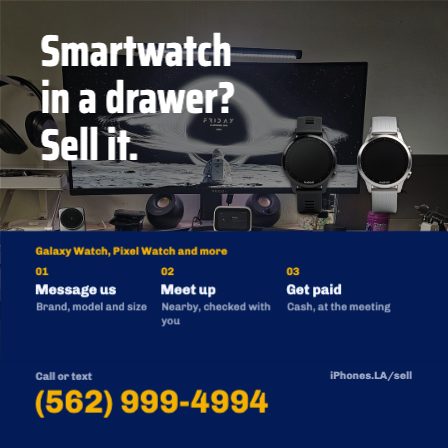 Smartwatch
in a drawer?
Sell it.
Galaxy Watch, Pixel Watch and more
01
Message us
Brand, model and size
02
Meet up
Nearby, checked with
you
03
Get paid
Cash, at the meeting
Call or text
(562) 999-4994
iPhones.LA/sell